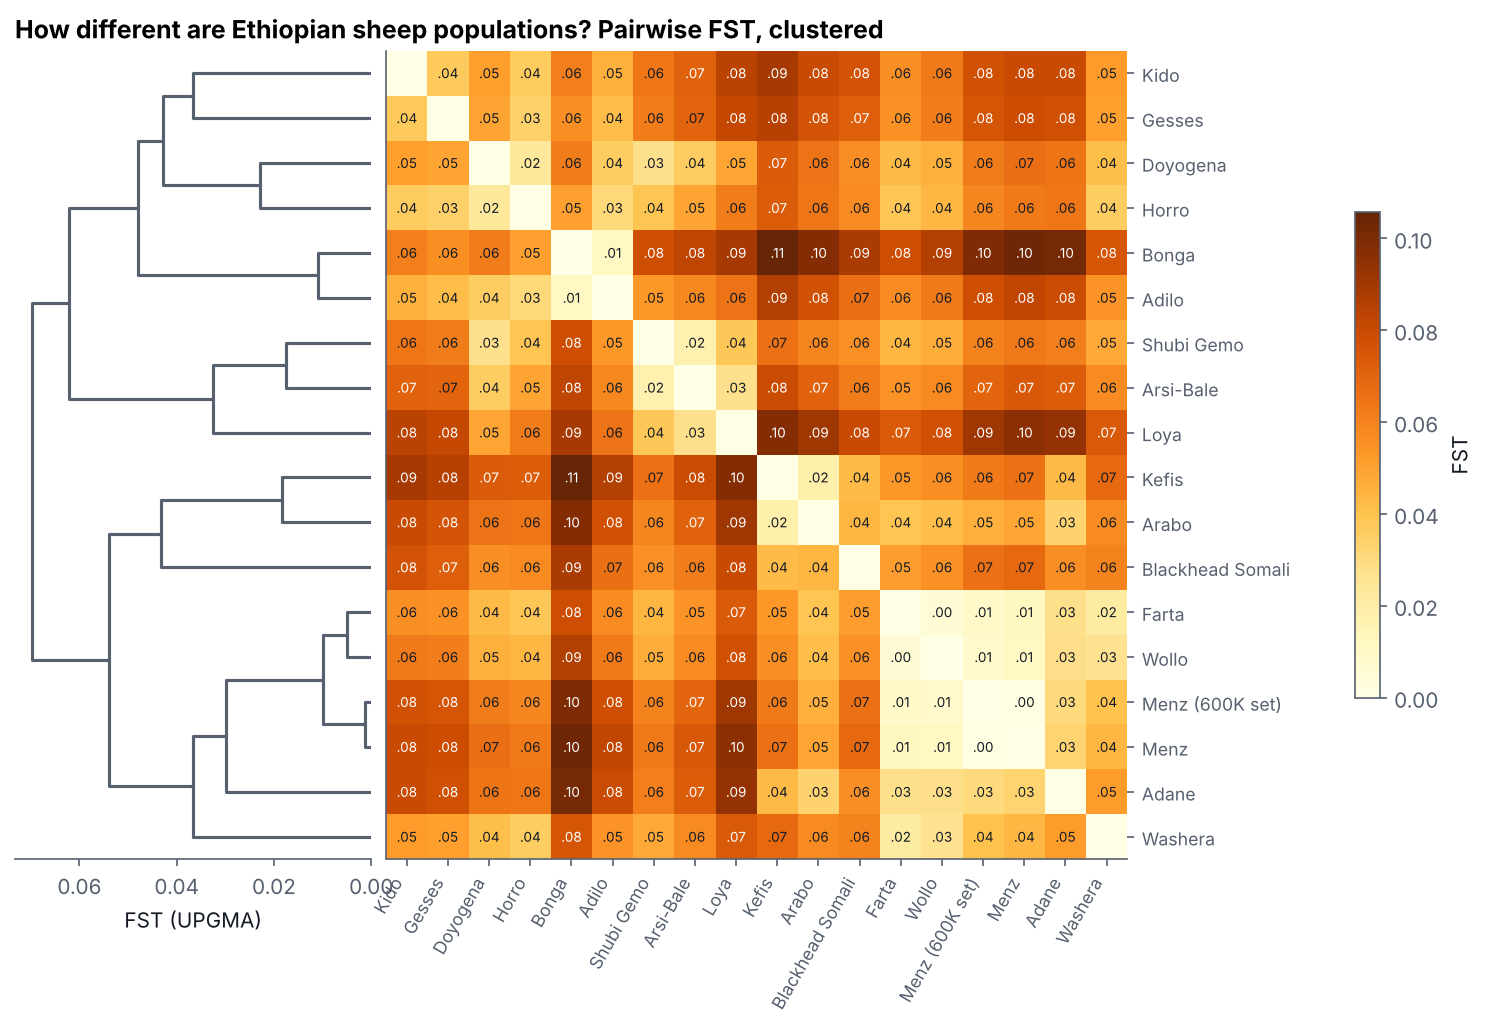 How different are Ethiopian sheep populations? Pairwise FST, clustered
.04 .05 .04 .06 .05 .06 .07 .08 .09 .08 .08 .06 .06 .08 .08 .08 .05 Kido
.04 .05 .03 .06 .04 .06 .07 .08 .08 .08 .07 .06 .06 .08 .08 .08 .05 Gesses
.05 .05 .02 .06 .04 .03 .04 .05 .07 .06 .06 .04 .05 .06 .07 .06 .04 Doyogena
.04 .03 .02 .05 .03 .04 .05 .06 .07 .06 .06 .04 .04 .06 .06 .06 .04 Horro
.06 .06 .06 .05 .01 .08 .08 .09 .11 .10 .09 .08 .09 .10 .10 .10 .08 Bonga
.05 .04 .04 .03 .01 .05 .06 .06 .09 .08 .07 .06 .06 .08 .08 .08 .05 Adilo
.06 .06 .03 .04 .08 .05 .02 .04 .07 .06 .06 .04 .05 .06 .06 .06 .05 Shubi Gemo
.07 .07 .04 .05 .08 .06 .02 .03 .08 .07 .06 .05 .06 .07 .07 .07 .06 Arsi-Bale
.08 .08 .05 .06 .09 .06 .04 .03 .10 .09 .08 .07 .08 .09 .10 .09 .07 Loya
.09 .08 .07 .07 .11 .09 .07 .08 .10 .02 .04 .05 .06 .06 .07 .04 .07 Kefis
.08 .08 .06 .06 .10 .08 .06 .07 .09 .02 .04 .04 .04 .05 .05 .03 .06 Arabo
.08 .07 .06 .06 .09 .07 .06 .06 .08 .04 .04 .05 .06 .07 .07 .06 .06 Blackhead Somali
.06 .06 .04 .04 .08 .06 .04 .05 .07 .05 .04 .05 .00 .01 .01 .03 .02 Farta
.06 .06 .05 .04 .09 .06 .05 .06 .08 .06 .04 .06 .00 .01 .01 .03 .03 Wollo
.08 .08 .06 .06 .10 .08 .06 .07 .09 .06 .05 .07 .01 .01 .00 .03 .04 Menz (600K set)
.08 .08 .07 .06 .10 .08 .06 .07 .10 .07 .05 .07 .01 .01 .00 .03 .04 Menz
.08 .08 .06 .06 .10 .08 .06 .07 .09 .04 .03 .06 .03 .03 .03 .03 .05 Adane
.05 .05 .04 .04 .08 .05 .05 .06 .07 .07 .06 .06 .02 .03 .04 .04 .05 Washera
0.06 0.04 0.02 0.00
FST (UPGMA)
Kido
Gesses
Doyogena
Horro
Bonga
Adilo
Shubi Gemo
Arsi-Bale
Loya
Kefis
Arabo
Blackhead Somali
Farta
Wollo
Menz (600K set)
Menz
Adane
Washera
0.10
0.08
0.06
0.04
0.02
0.00
FST